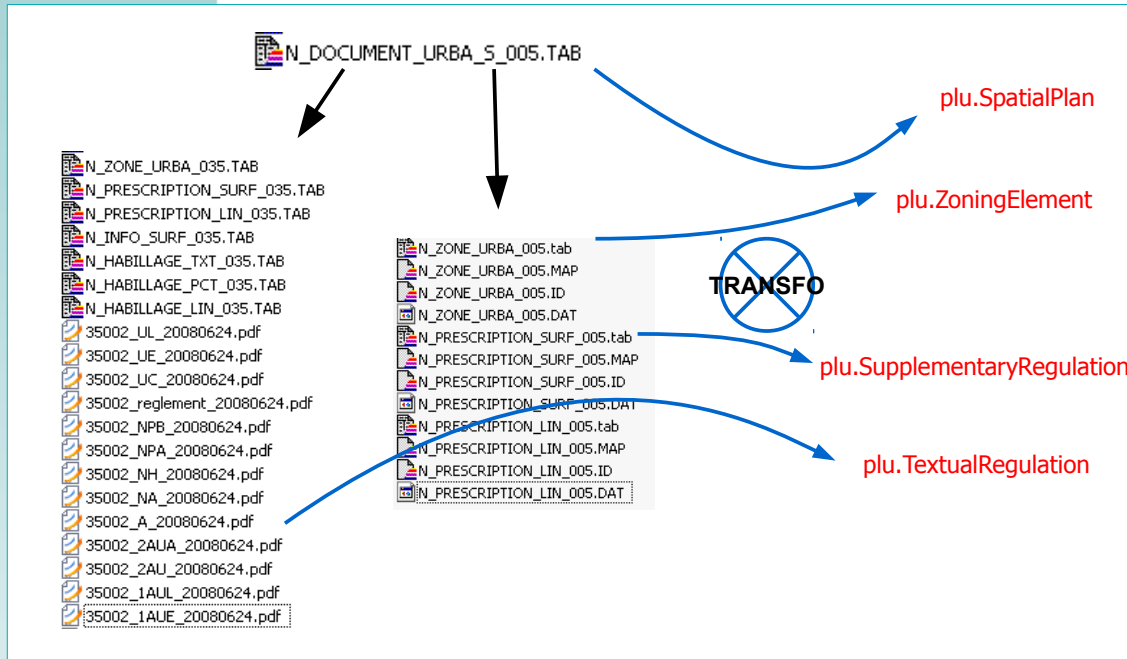 N_DOCUMENT_URBA_S_005.TAB
plu.SpatialPlan
N_ZONE_URBA_035.TAB
N_PRESCRIPTION_SURF_035.TAB
N_PRESCRIPTION_LIN_035.TAB
N_INFO_SURF_035.TAB
N_HABILLAGE_TXT_035.TAB
N_HABILLAGE_PCT_035.TAB
N_HABILLAGE_LIN_035.TAB
35002_UL_20080624.pdf
35002_UE_20080624.pdf
35002_UC_20080624.pdf
35002_reglement_20080624.pdf
35002_NPB_20080624.pdf
35002_NPA_20080624.pdf
35002_NH_20080624.pdf
35002_NA_20080624.pdf
35002_A_20080624.pdf
35002_2AUA_20080624.pdf
35002_2AU_20080624.pdf
35002_1AUL_20080624.pdf
35002_1AUE_20080624.pdf
N_ZONE_URBA_005.tab
N_ZONE_URBA_005.MAP
N_ZONE_URBA_005.ID
N_ZONE_URBA_005.DAT
N_PRESCRIPTION_SURF_005.tab
N_PRESCRIPTION_SURF_005.MAP
N_PRESCRIPTION_SURF_005.ID
N_PRESCRIPTION_SURF_005.DAT
N_PRESCRIPTION_LIN_005.tab
N_PRESCRIPTION_LIN_005.MAP
N_PRESCRIPTION_LIN_005.ID
N_PRESCRIPTION_LIN_005.DAT
plu.ZoningElement
TRANSFO
plu.SupplementaryRegulation
plu.TextualRegulation